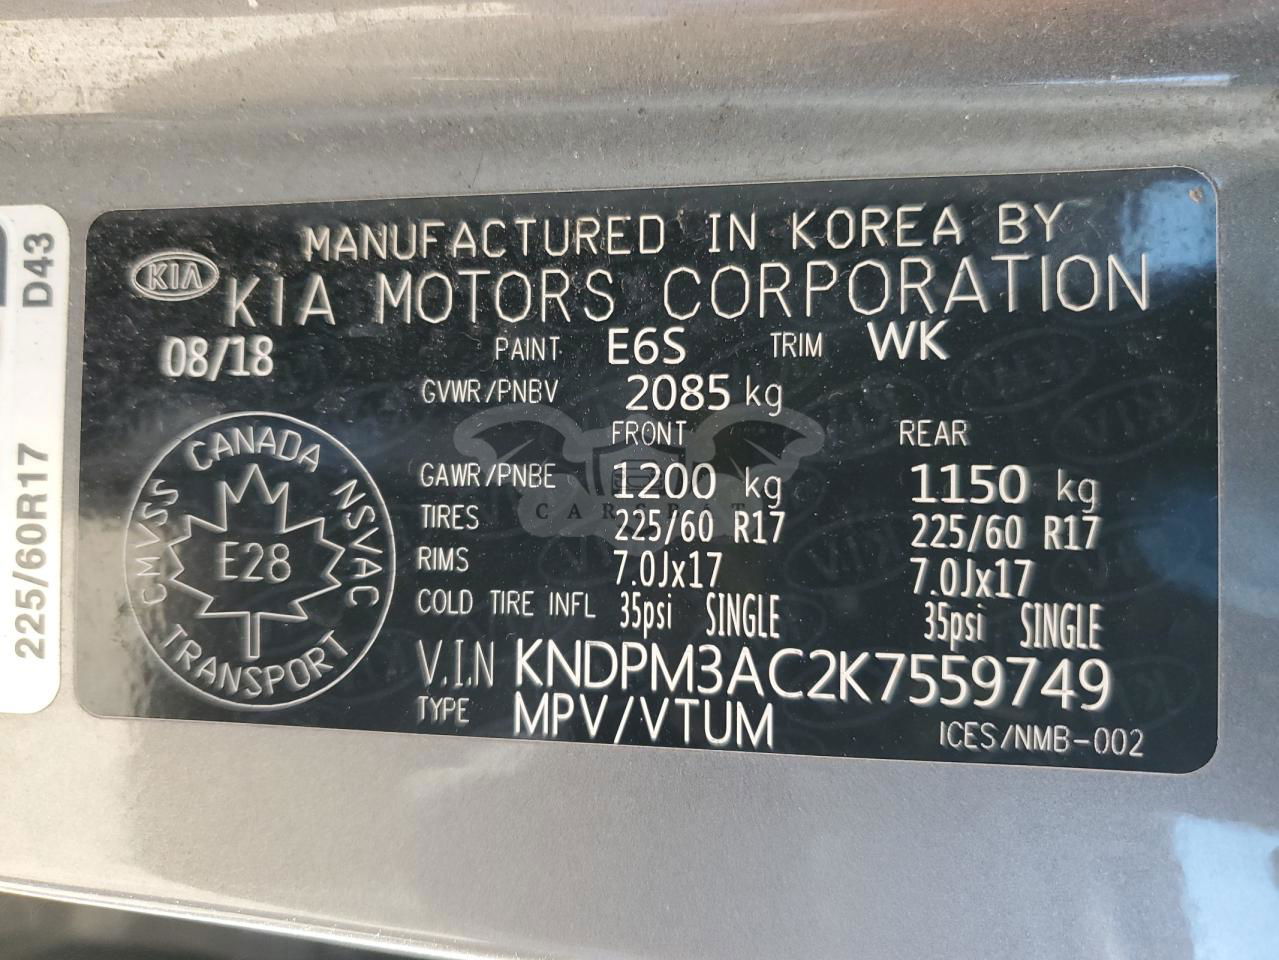 MANUFACTURED IN KOREA BY
KIA KIA MOTORS CORPORATION
08/18 PAINT E6S TRIM WK
GVWR/PNBV 2085 kg
FRONT REAR
GAWR/PNBE 1200 kg 1150 kg
TIRES 225/60 R17 225/60 R17
RIMS 7.0Jx17 7.0Jx17
COLD TIRE INFL 35psi SINGLE 35psi SINGLE
V.I.N KNDPM3AC2K7559749
TYPE MPV/VTUM ICES/NMB-002
CANADA
CMVSS NSVAC
E28
TRANSPORT
225/60R17 D43
CARSBAT